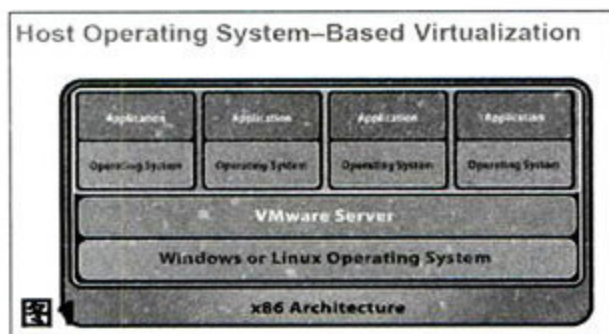 Host Operating System–Based Virtualization
Application Application Application Application
Operating System Operating System Operating System Operating System
VMware Server
Windows or Linux Operating System
x86 Architecture
图